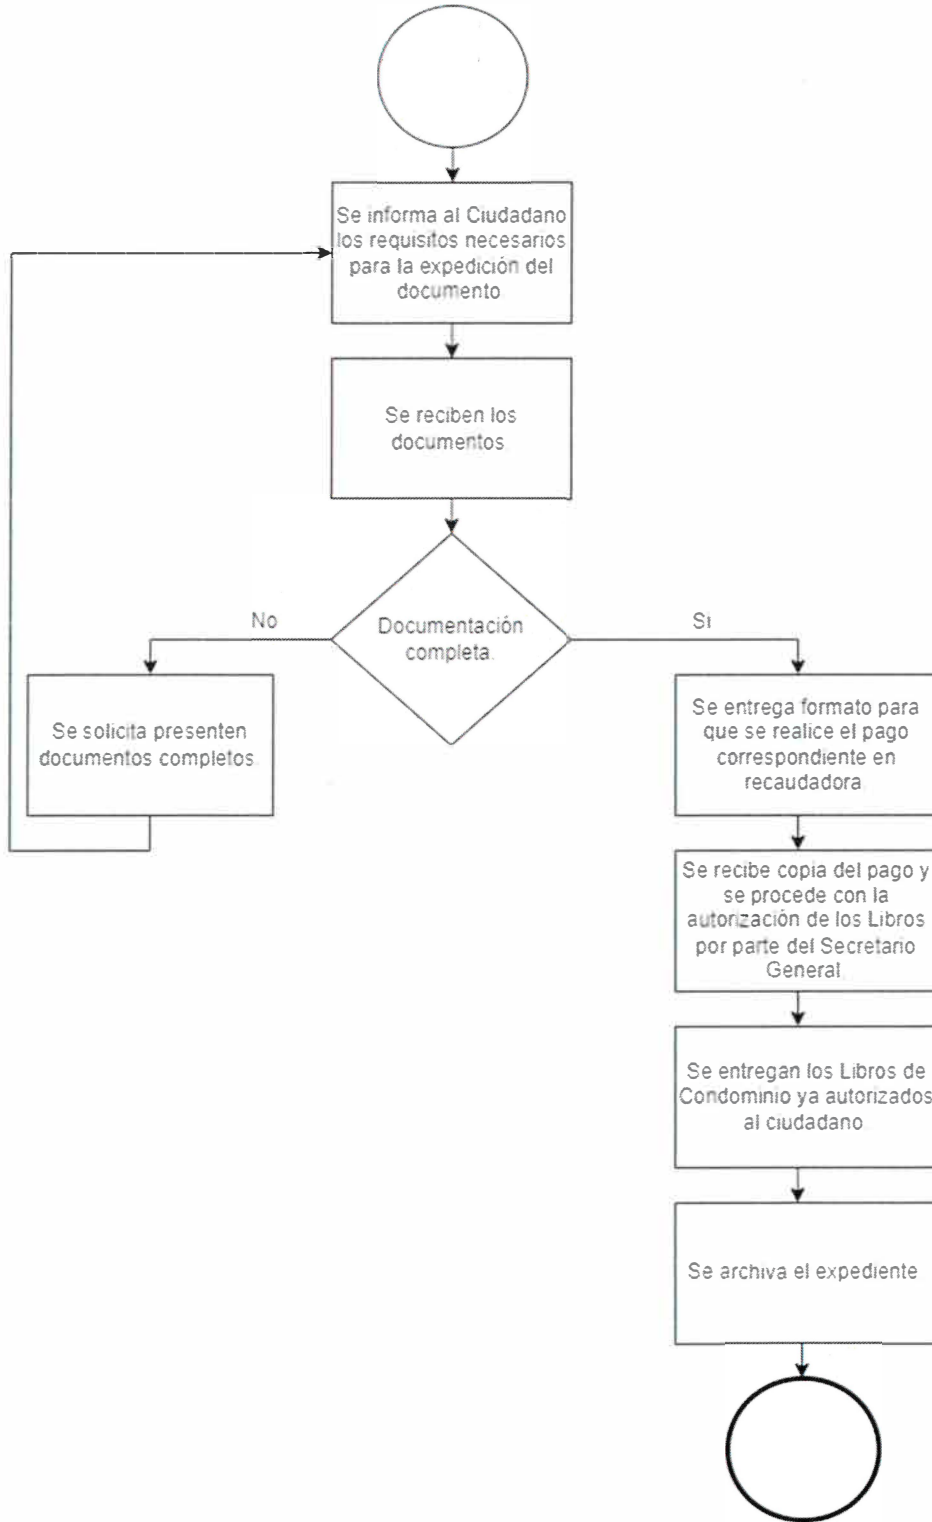 Se informa al Ciudadano
los requisitos necesarios
para la expedición del
documento
Se reciben los
documentos
Documentación
completa.
No
Si
Se solicita presenten
documentos completos.
Se entrega formato para
que se realice el pago
correspondiente en
recaudadora
Se recibe copia del pago y
se procede con la
autorización de los Libros
por parte del Secretario
General
Se entregan los Libros de
Condominio ya autorizados
al ciudadano
Se archiva el expediente